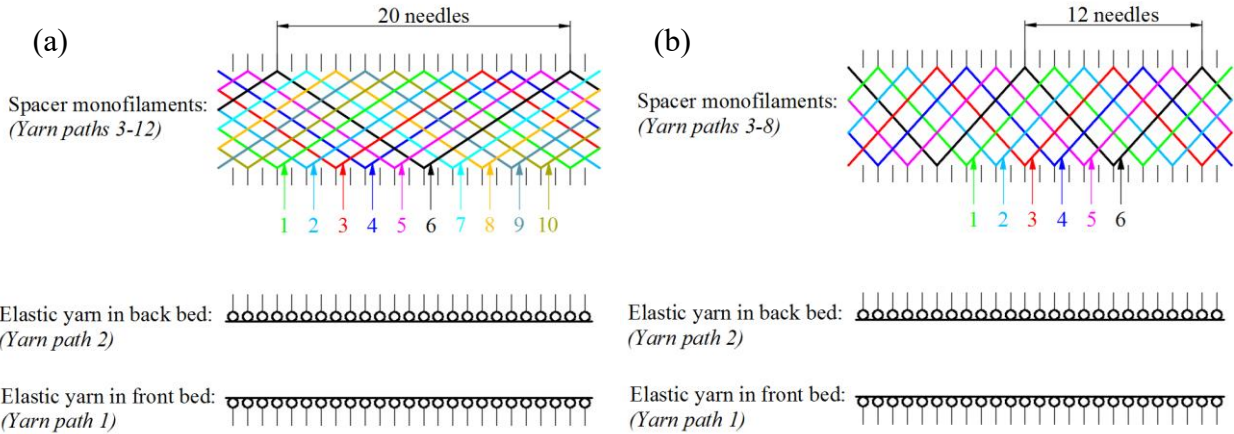 (a)
20 needles
Spacer monofilaments:
(Yarn paths 3-12)
1 2 3 4 5 6 7 8 9 10
Elastic yarn in back bed:
(Yarn path 2)
Elastic yarn in front bed:
(Yarn path 1)
(b)
12 needles
Spacer monofilaments:
(Yarn paths 3-8)
1 2 3 4 5 6
Elastic yarn in back bed:
(Yarn path 2)
Elastic yarn in front bed:
(Yarn path 1)